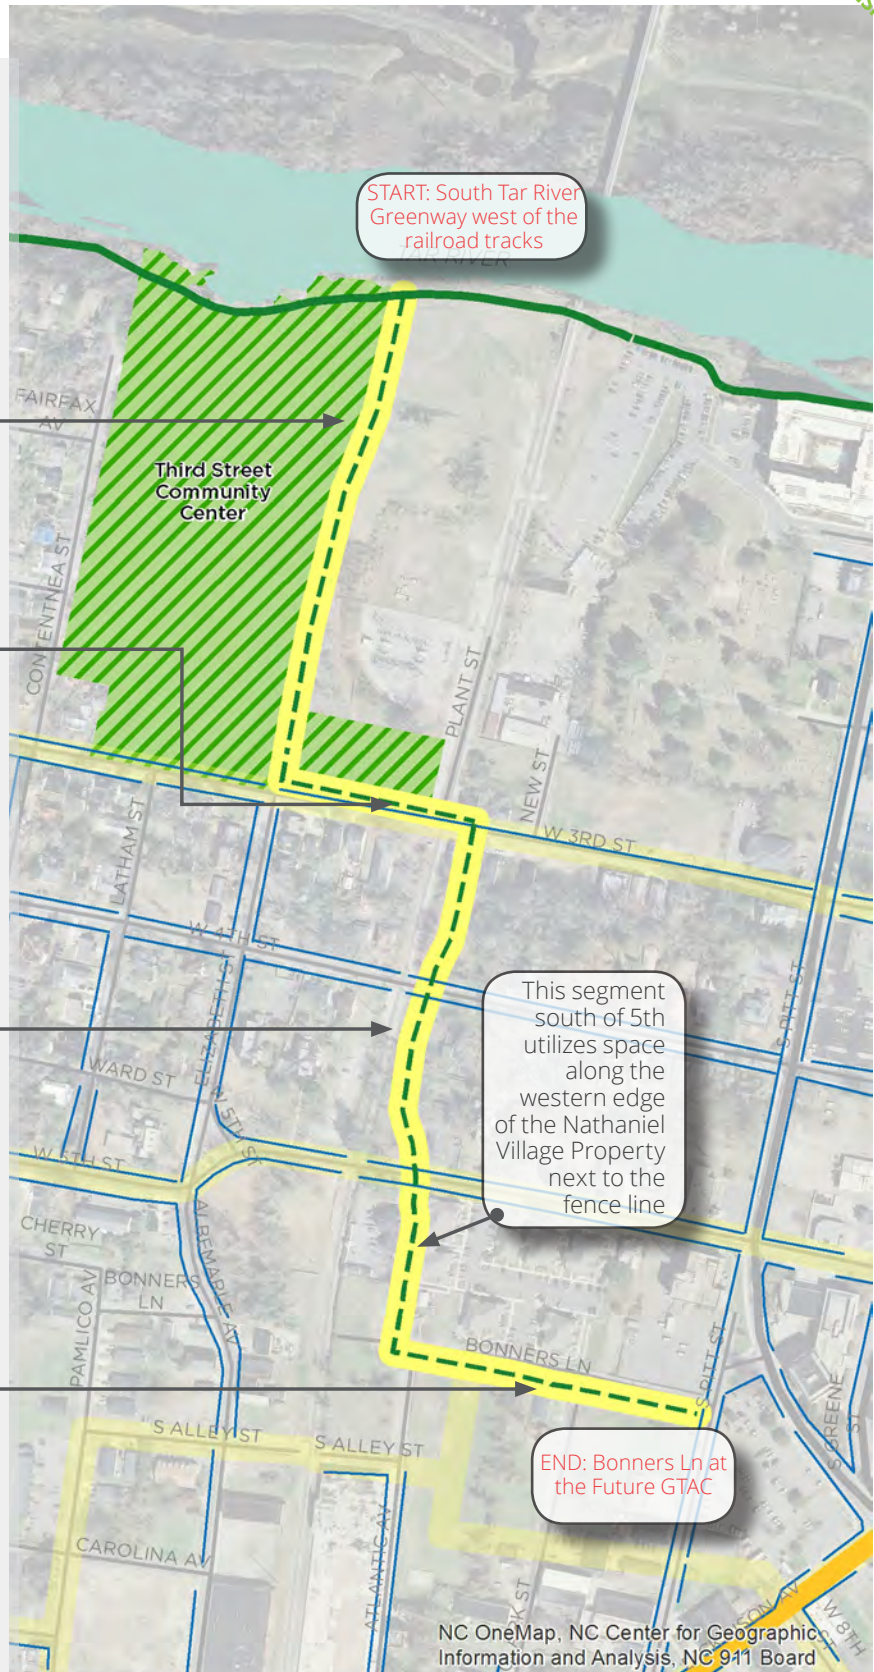 START: South Tar River
Greenway west of the
railroad tracks
TAR RIVER
FAIRFAX
AV
Third Street
Community
Center
CONTENTNEA ST
PLANT ST
NEW ST
W 3RD ST
LATHAM ST
W 4TH ST
ELIZABETH ST
S PITT ST
This segment
south of 5th
utilizes space
along the
western edge
of the Nathaniel
Village Property
next to the
fence line
WARD ST
N 5TH ST
W 5TH ST
CHERRY
ST
ALBEMARLE AV
BONNERS
LN
PAMLICO AV
BONNERS LN
S PITT ST
S GREENE
ST
S ALLEY ST
S ALLEY ST
END: Bonners Ln at
the Future GTAC
CAROLINA AV
ATLANTIC AV
ST
AV
W 8TH
ST
NC OneMap, NC Center for Geographic
Information and Analysis, NC 911 Board